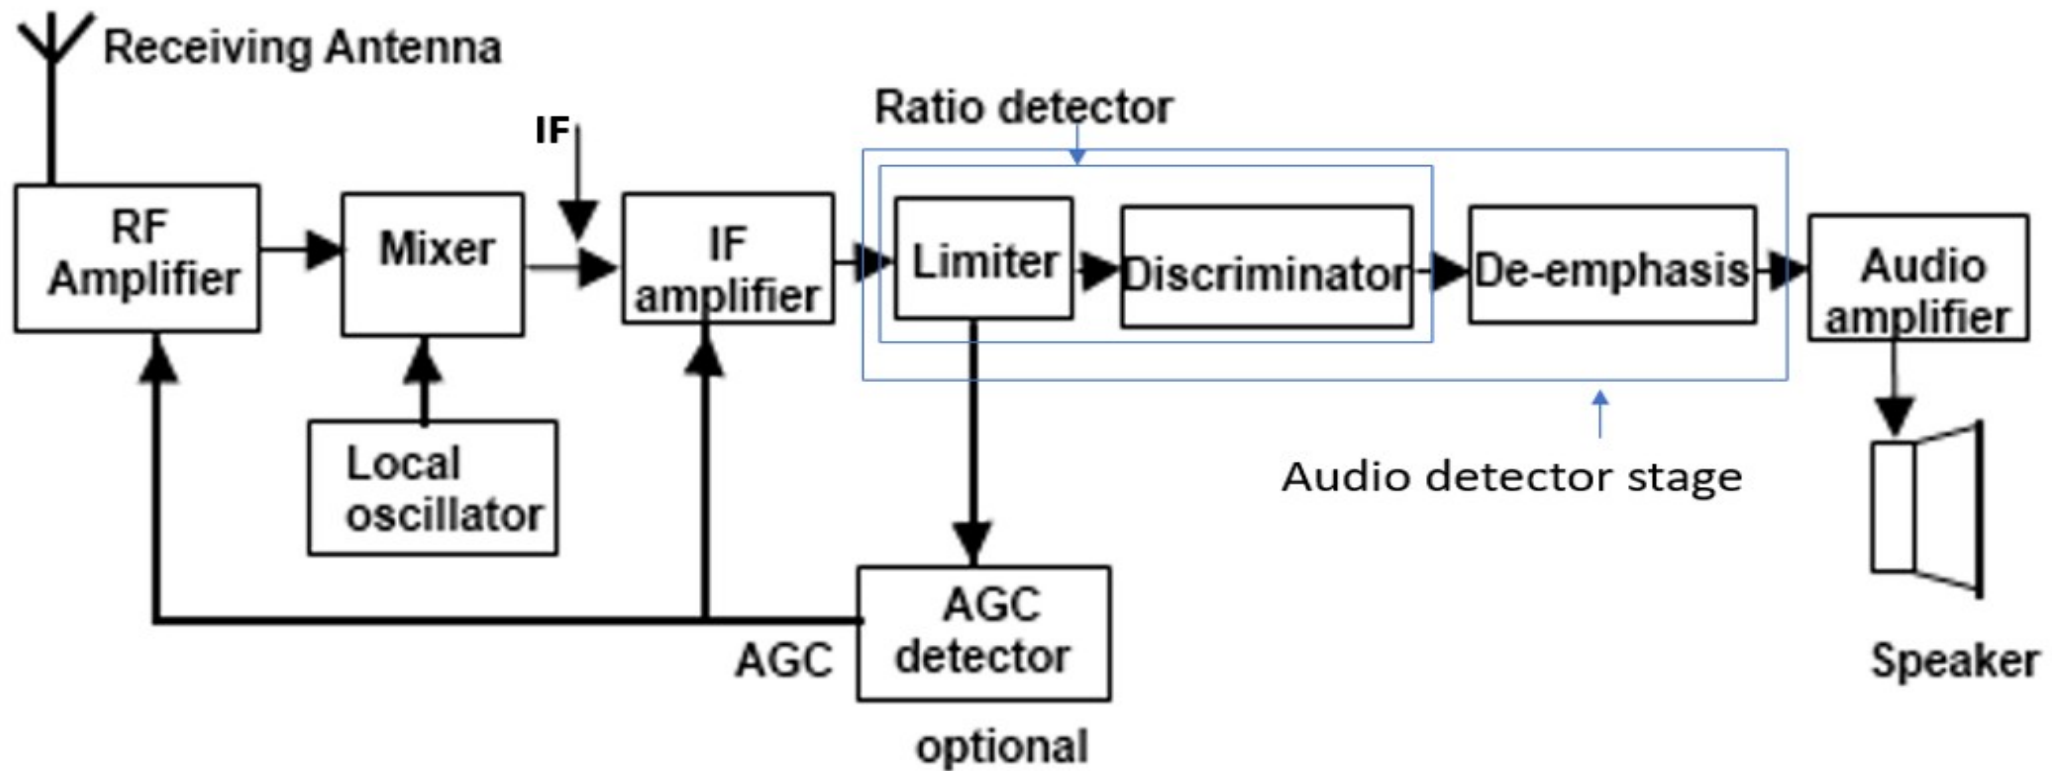 Receiving Antenna
Ratio detector
IF
RF
Amplifier
Mixer
IF
amplifier
Limiter
Discriminator
De-emphasis
Audio
amplifier
Local
oscillator
Audio detector stage
AGC
detector
AGC
Speaker
optional